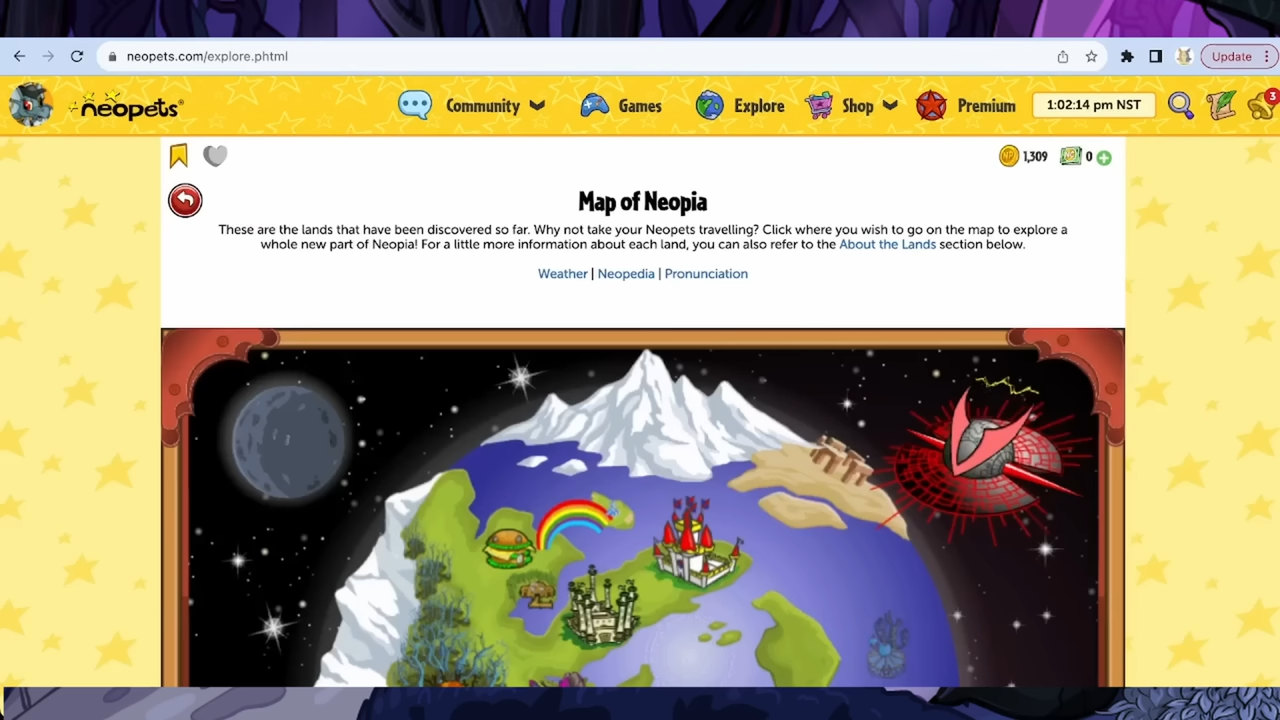 neopets.com/explore.phtml
Update
neopets®
Community
Games
Explore
Shop
Premium
1:02:14 pm NST
3
1,309
0
Map of Neopia
These are the lands that have been discovered so far. Why not take your Neopets travelling? Click where you wish to go on the map to explore a
whole new part of Neopia! For a little more information about each land, you can also refer to the About the Lands section below.
Weather | Neopedia | Pronunciation